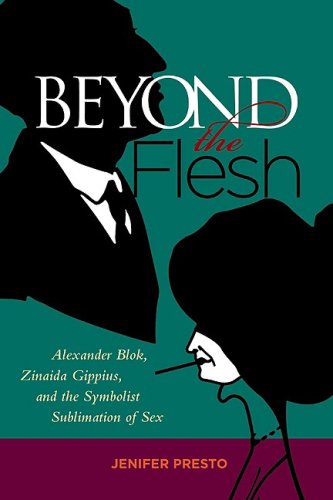 BEYOND
the
Flesh
Alexander Blok,
Zinaida Gippius,
and the Symbolist
Sublimation of Sex
JENIFER PRESTO